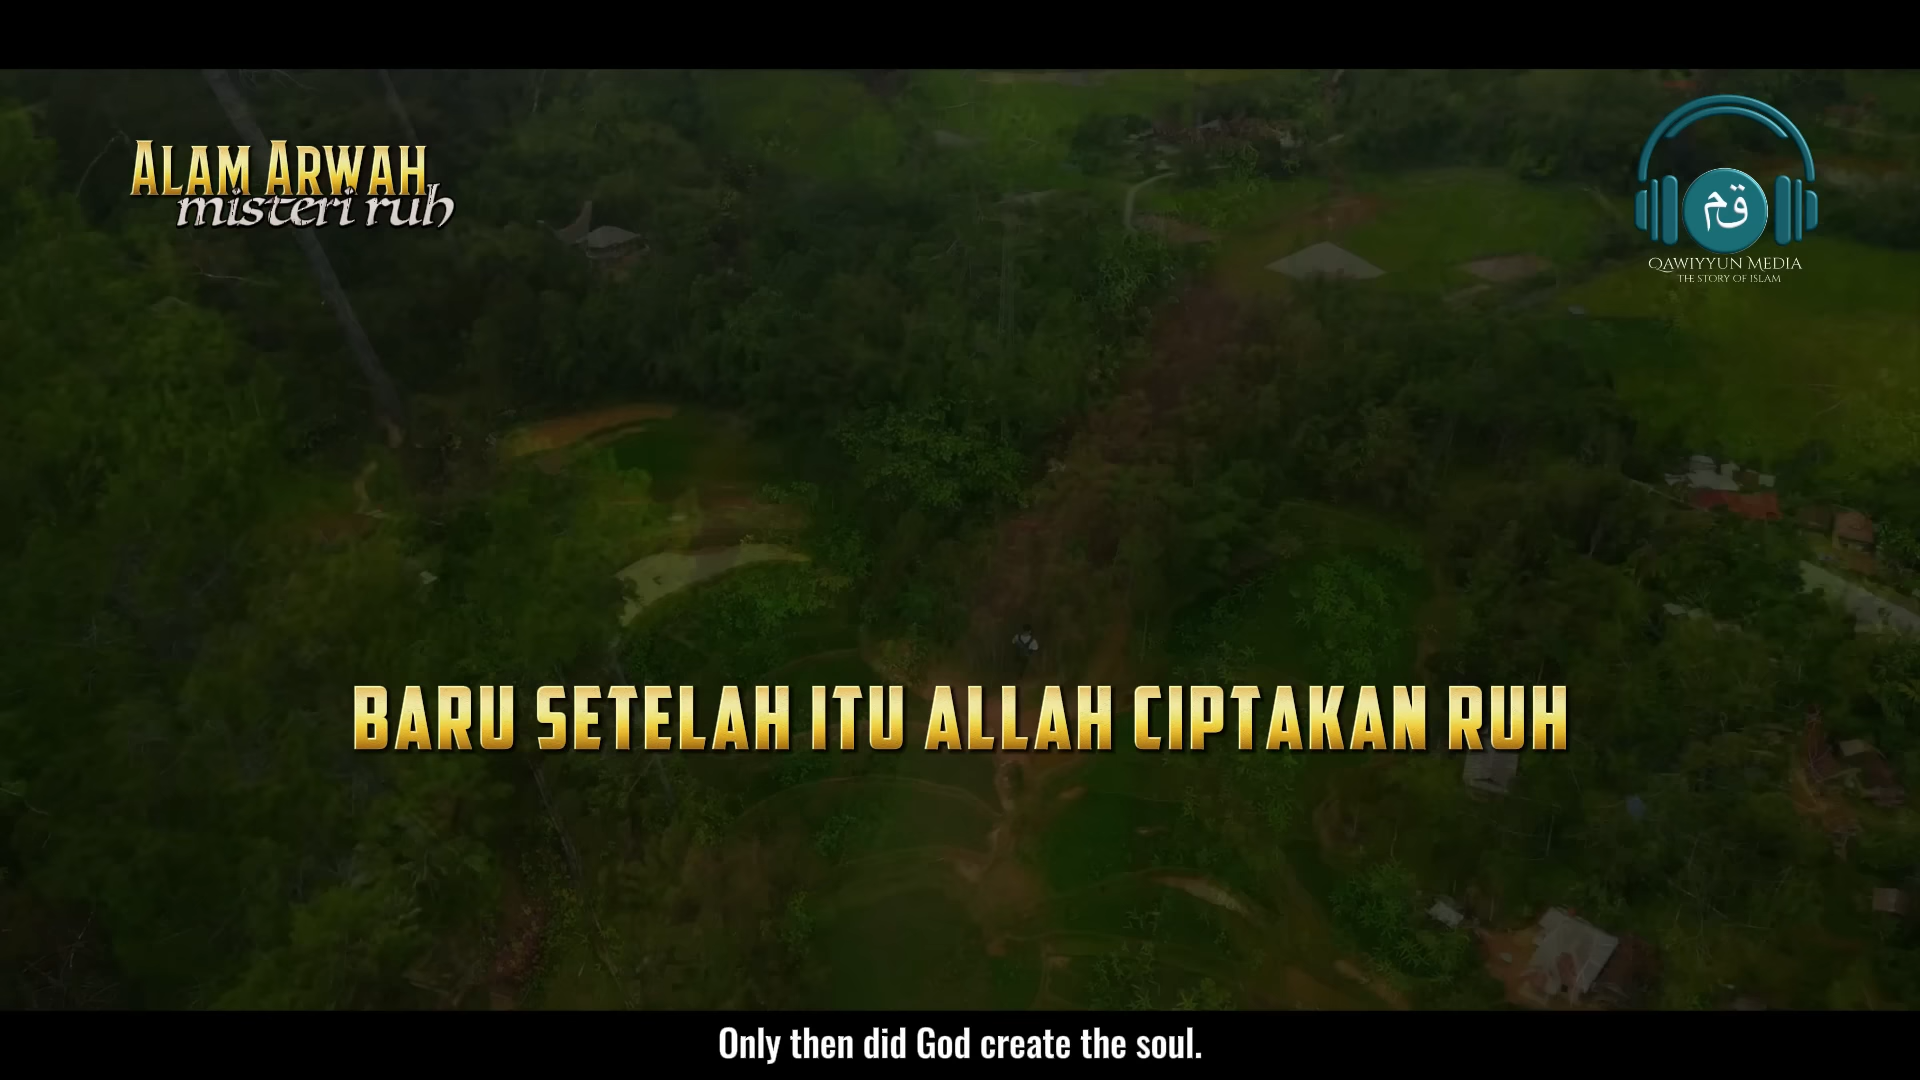 ALAM ARWAH
misteri ruh
قم
QAWIYYUN MEDIA
THE STORY OF ISLAM
BARU SETELAH ITU ALLAH CIPTAKAN RUH
Only then did God create the soul.